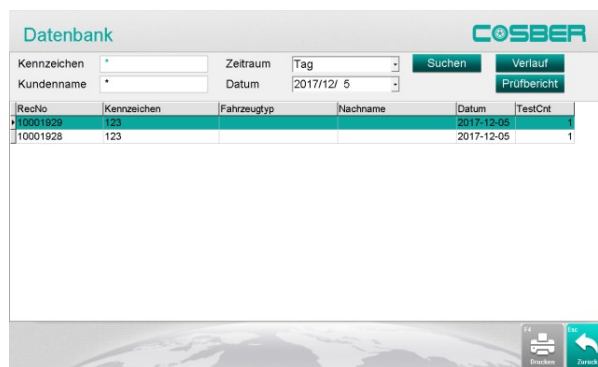 Datenbank COSBER
Kennzeichen * Zeitraum Tag Suchen Verlauf
Kundenname * Datum 2017/12/ 5 Prüfbericht
RecNo Kennzeichen Fahrzeugtyp Nachname Datum TestCnt
10001929 123 2017-12-05 1
10001928 123 2017-12-05 1
F4 Esc
Drucken Zurück